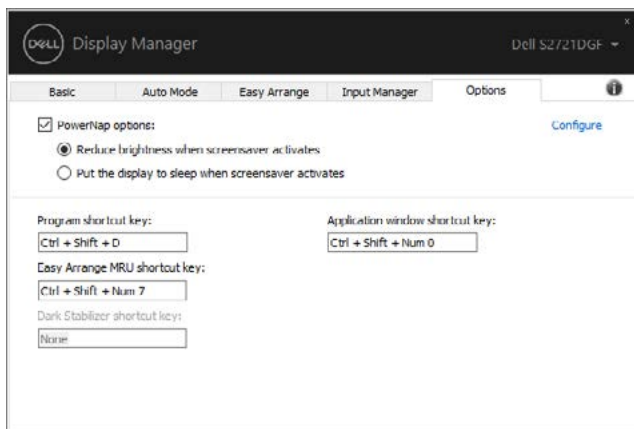 DELL Display Manager Dell S2721DGF
Basic Auto Mode Easy Arrange Input Manager Options
PowerNap options: Configure
Reduce brightness when screensaver activates
Put the display to sleep when screensaver activates
Program shortcut key: Application window shortcut key:
Ctrl + Shift + D Ctrl + Shift + Num 0
Easy Arrange MRU shortcut key:
Ctrl + Shift + Num 7
Dark Stabilizer shortcut key:
None